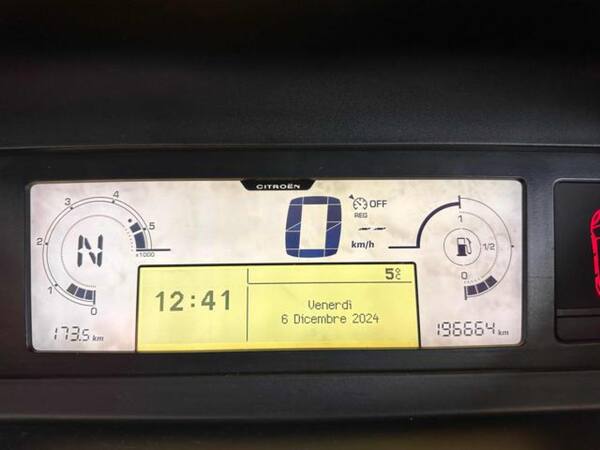 CITROËN
4
3
5
2
x1000
1
0
N
0
OFF
REG
--
km/h
1
1/2
0
5°C
12:41
Venerdì
6 Dicembre 2024
173.5 km
196664 km